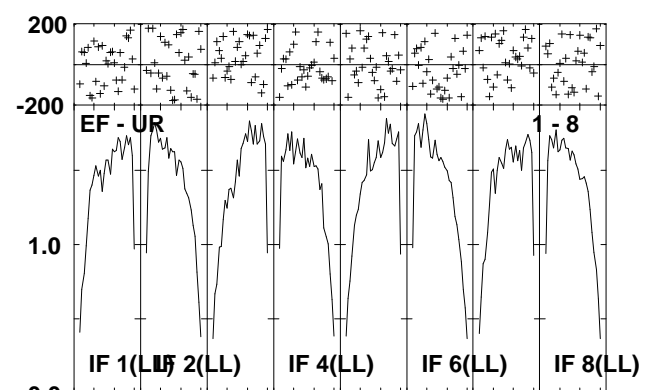 200
-200
EF - UR 1 - 8
1.0
IF 1(LL) IF 2(LL) IF 4(LL) IF 6(LL) IF 8(LL)